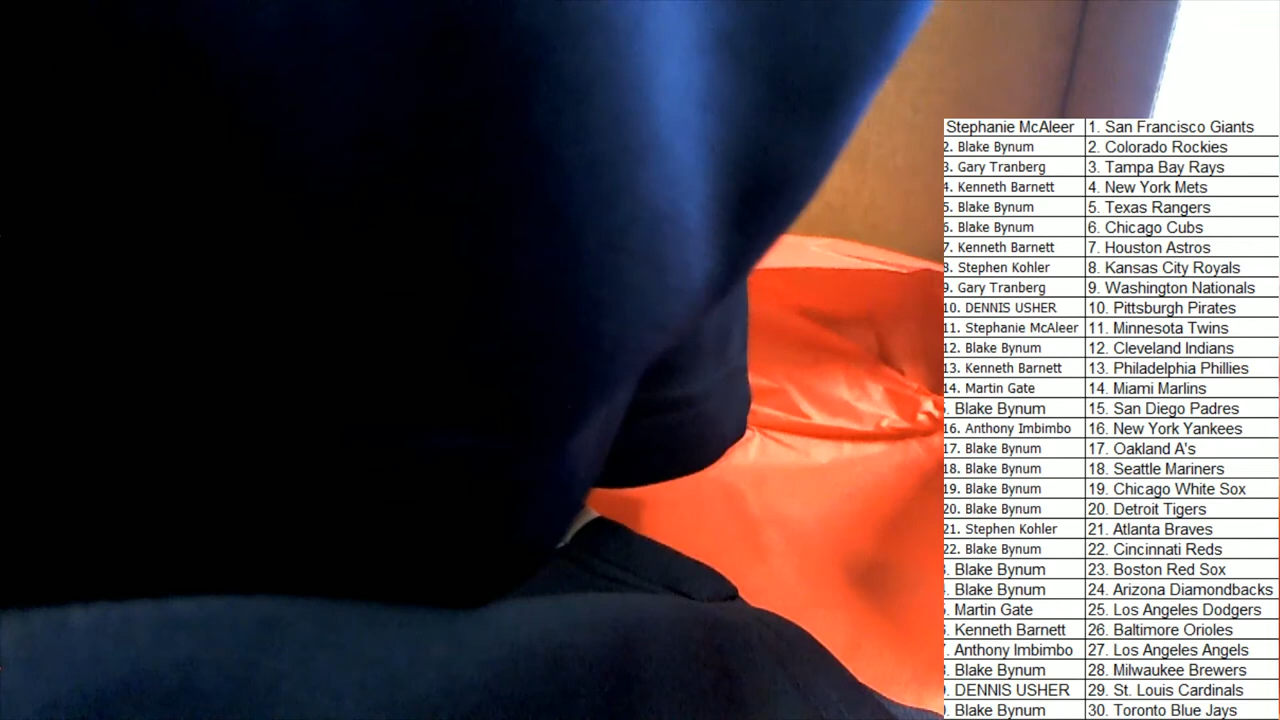 Stephanie McAleer 1. San Francisco Giants
2. Blake Bynum 2. Colorado Rockies
3. Gary Tranberg 3. Tampa Bay Rays
4. Kenneth Barnett 4. New York Mets
5. Blake Bynum 5. Texas Rangers
6. Blake Bynum 6. Chicago Cubs
7. Kenneth Barnett 7. Houston Astros
8. Stephen Kohler 8. Kansas City Royals
9. Gary Tranberg 9. Washington Nationals
10. DENNIS USHER 10. Pittsburgh Pirates
11. Stephanie McAleer 11. Minnesota Twins
12. Blake Bynum 12. Cleveland Indians
13. Kenneth Barnett 13. Philadelphia Phillies
14. Martin Gate 14. Miami Marlins
Blake Bynum 15. San Diego Padres
16. Anthony Imbimbo 16. New York Yankees
17. Blake Bynum 17. Oakland A's
18. Blake Bynum 18. Seattle Mariners
19. Blake Bynum 19. Chicago White Sox
20. Blake Bynum 20. Detroit Tigers
21. Stephen Kohler 21. Atlanta Braves
22. Blake Bynum 22. Cincinnati Reds
Blake Bynum 23. Boston Red Sox
Blake Bynum 24. Arizona Diamondbacks
Martin Gate 25. Los Angeles Dodgers
Kenneth Barnett 26. Baltimore Orioles
Anthony Imbimbo 27. Los Angeles Angels
Blake Bynum 28. Milwaukee Brewers
DENNIS USHER 29. St. Louis Cardinals
Blake Bynum 30. Toronto Blue Jays